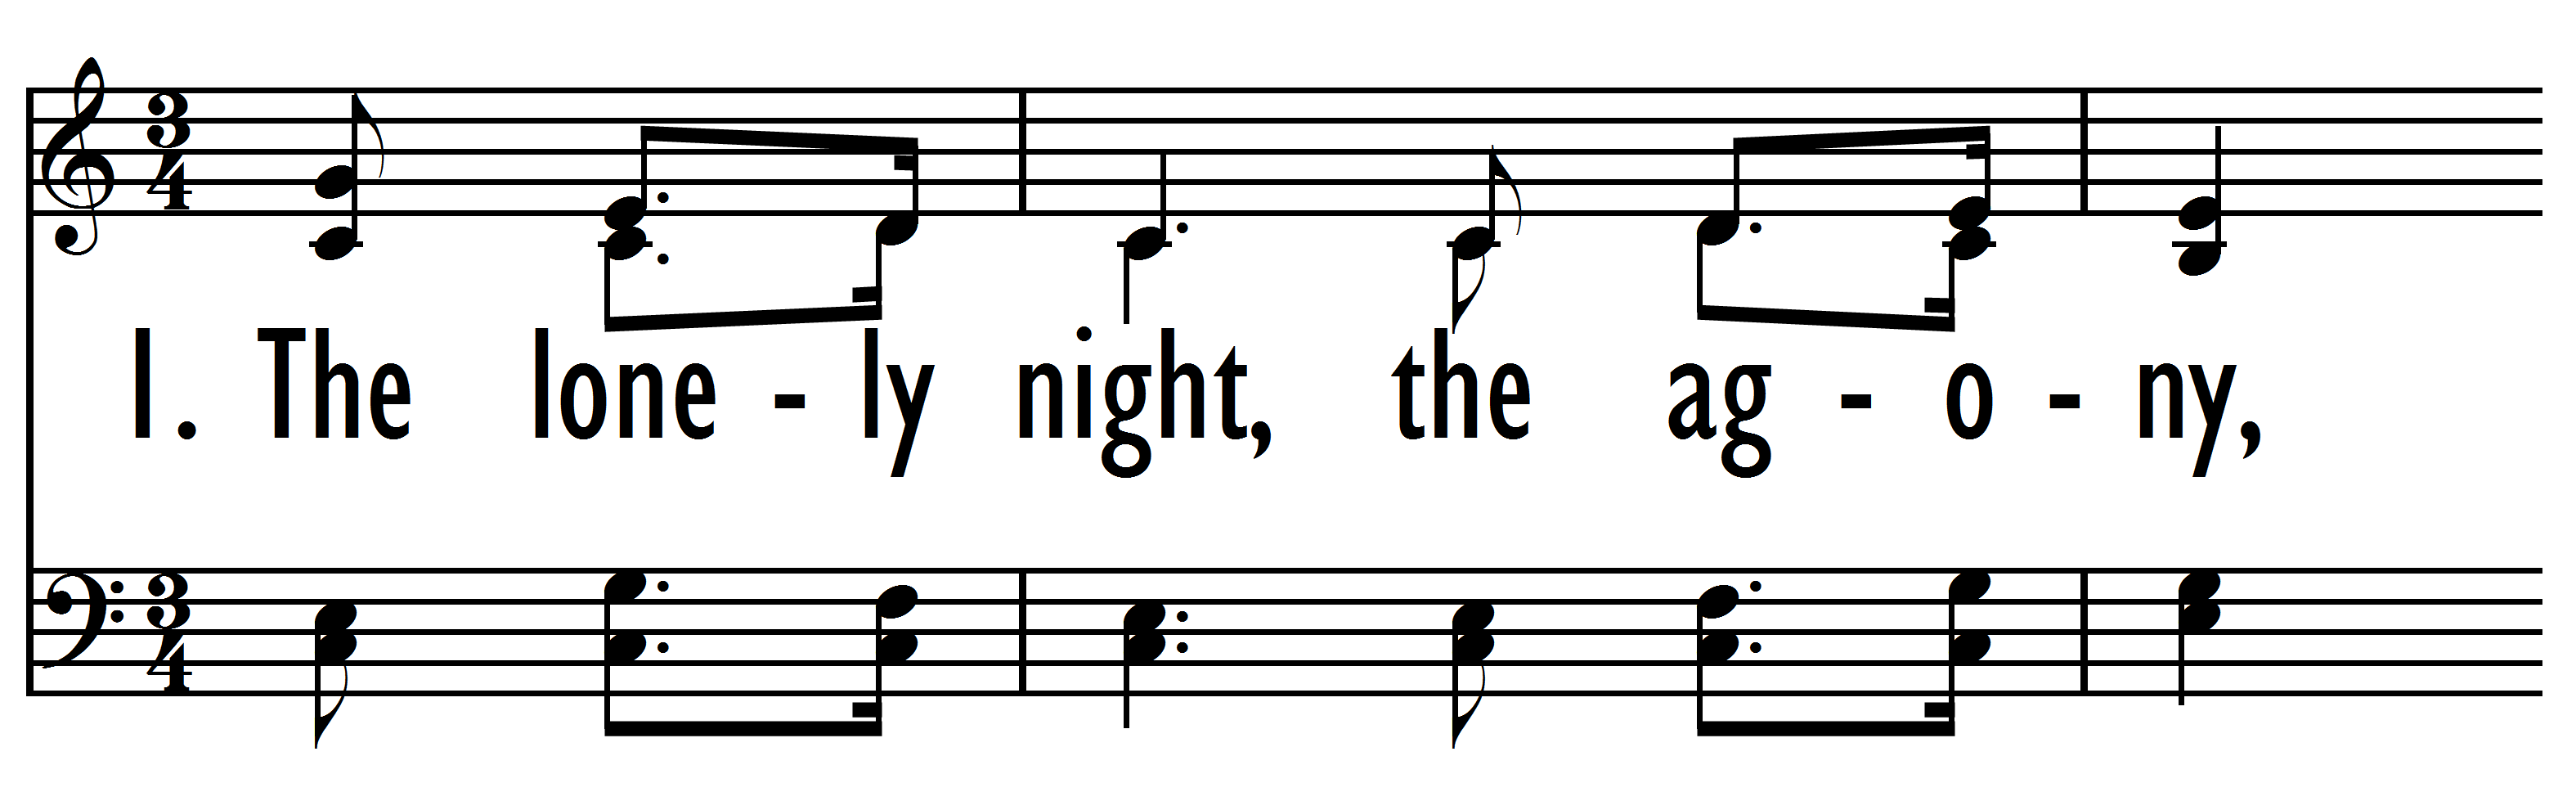 1. The lone - ly night, the ag - o - ny,